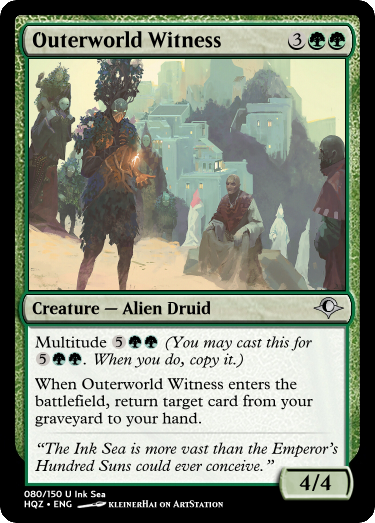 Outerworld Witness 3
Creature — Alien Druid
Multitude 5 (You may cast this for
5. When you do, copy it.)
When Outerworld Witness enters the
battlefield, return target card from your
graveyard to your hand.
“The Ink Sea is more vast than the Emperor’s
Hundred Suns could ever conceive.”
4/4
080/150 U Ink Sea
HQZ • ENG KLEINERHAI ON ARTSTATION